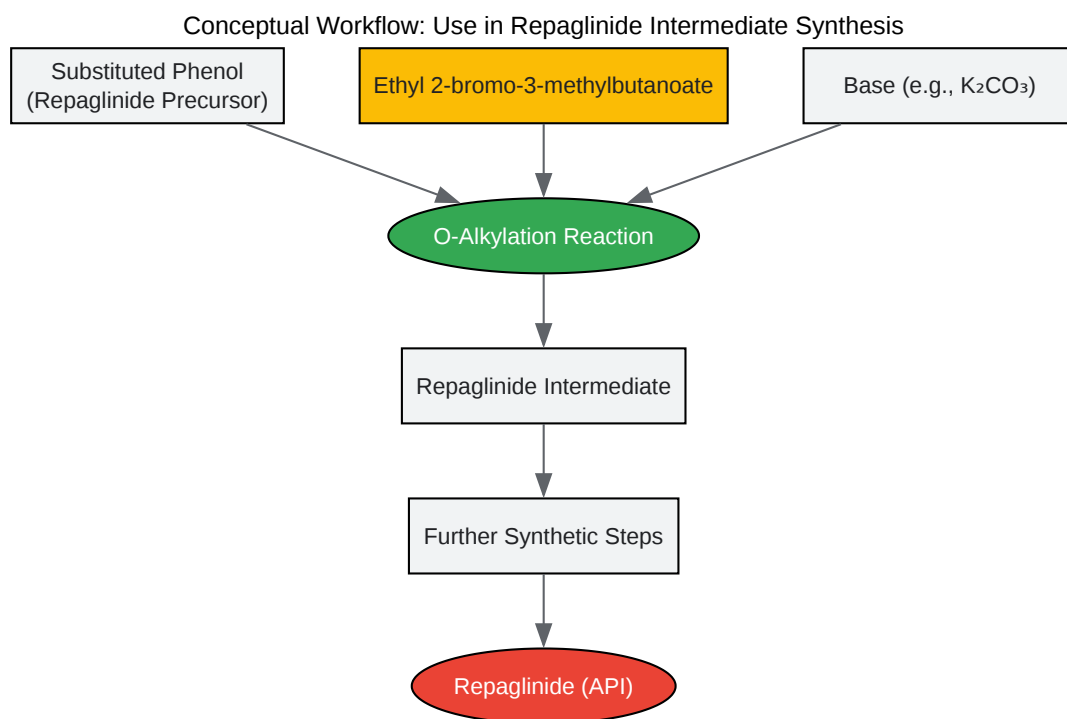 Conceptual Workflow: Use in Repaglinide Intermediate Synthesis
Substituted Phenol
(Repaglinide Precursor)
Ethyl 2-bromo-3-methylbutanoate
Base (e.g., K₂CO₃)
O-Alkylation Reaction
Repaglinide Intermediate
Further Synthetic Steps
Repaglinide (API)